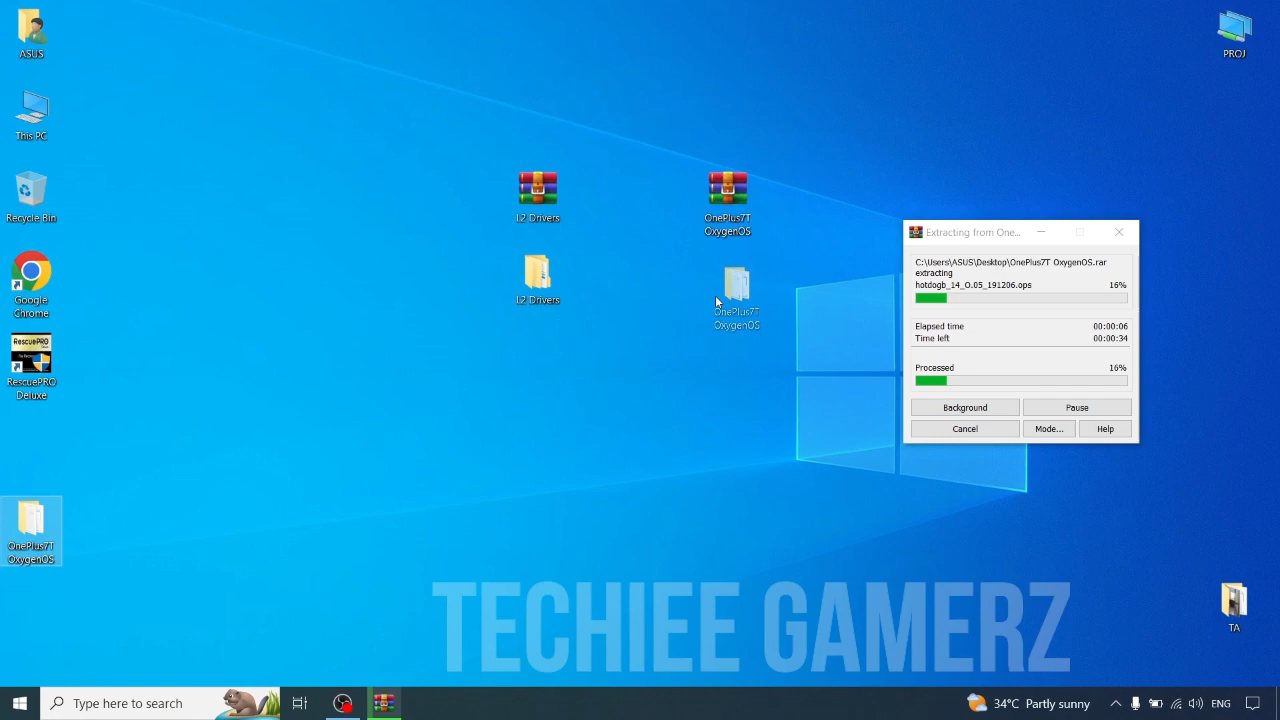 ASUS
This PC
Recycle Bin
Google
Chrome
RescuePRO
RescuePRO
Deluxe
OnePlus7T
OxygenOS
L2 Drivers
L2 Drivers
OnePlus7T
OxygenOS
OnePlus7T
OxygenOS
Extracting from One...
C:\Users\ASUS\Desktop\OnePlus7T OxygenOS.rar
extracting
hotdogb_14_O.05_191206.ops 16%
Elapsed time 00:00:06
Time left 00:00:34
Processed 16%
Background Pause
Cancel Mode... Help
PROJ
TA
TECHIEE GAMERZ
Type here to search
34°C Partly sunny
ENG